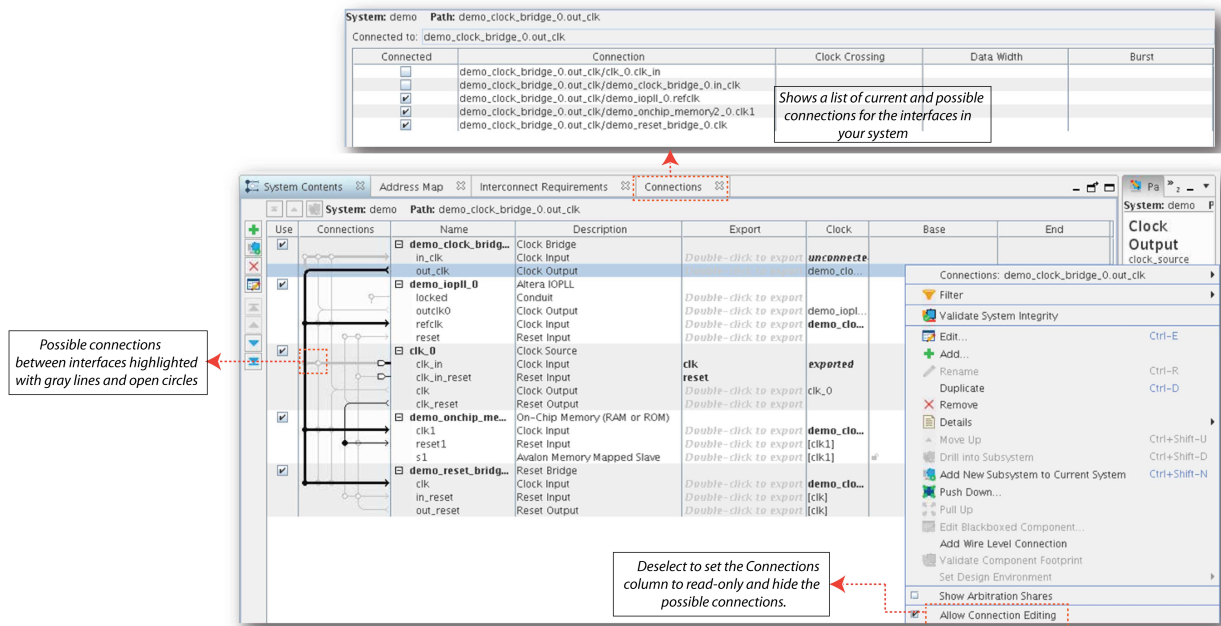 System: demo Path: demo_clock_bridge_0.out_clk
Connected to: demo_clock_bridge_0.out_clk
Connected Connection Clock Crossing Data Width Burst
demo_clock_bridge_0.out_clk/clk_0.clk_in
demo_clock_bridge_0.out_clk/demo_clock_bridge_0.in_clk
demo_clock_bridge_0.out_clk/demo_iopll_0.refclk
demo_clock_bridge_0.out_clk/demo_onchip_memory2_0.clk1
demo_clock_bridge_0.out_clk/demo_reset_bridge_0.clk
Shows a list of current and possible
connections for the interfaces in
your system
System Contents Address Map Interconnect Requirements Connections
System: demo Path: demo_clock_bridge_0.out_clk
Use Connections Name Description Export Clock Base End
demo_clock_bridg... Clock Bridge
in_clk Clock Input Double-click to export unconnecte
out_clk Clock Output demo_clo...
demo_iopll_0 Altera IOPLL
locked Conduit Double-click to export
outclk0 Clock Output Double-click to export demo_iopl...
refclk Clock Input Double-click to export demo_clo...
reset Reset Input Double-click to export
clk_0 Clock Source
clk_in Clock Input clk exported
clk_in_reset Reset Input reset
clk Clock Output Double-click to export clk_0
clk_reset Reset Output Double-click to export
demo_onchip_me... On-Chip Memory (RAM or ROM)
clk1 Clock Input Double-click to export demo_clo...
reset1 Reset Input Double-click to export [clk1]
s1 Avalon Memory Mapped Slave Double-click to export [clk1]
demo_reset_bridg... Reset Bridge
clk Clock Input Double-click to export demo_clo...
in_reset Reset Input Double-click to export [clk]
out_reset Reset Output Double-click to export [clk]
Pa » 2
System: demo P
Clock
Output
clock_source
Connections: demo_clock_bridge_0.out_clk
Filter
Validate System Integrity
Edit... Ctrl-E
Add...
Rename Ctrl-R
Duplicate Ctrl-D
Remove
Details
Move Up Ctrl+Shift-U
Drill into Subsystem Ctrl+Shift-D
Add New Subsystem to Current System Ctrl+Shift-N
Push Down...
Pull Up
Edit Blackboxed Component...
Add Wire Level Connection
Validate Component Footprint
Set Design Environment
Show Arbitration Shares
Allow Connection Editing
Possible connections
between interfaces highlighted
with gray lines and open circles
Deselect to set the Connections
column to read-only and hide the
possible connections.